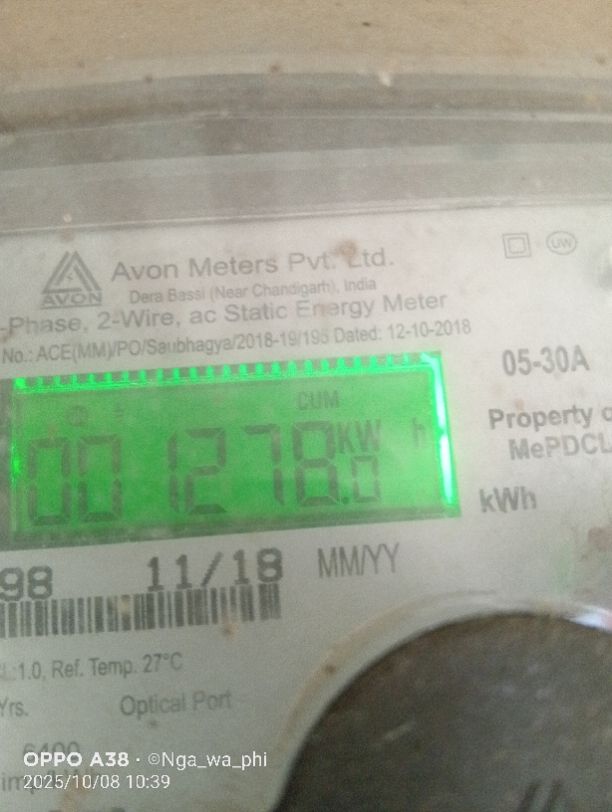 AVON
Avon Meters Pvt. Ltd.
Dera Bassi (Near Chandigarh), India
-Phase, 2-Wire, ac Static Energy Meter
No.: ACE(MM)/PO/Saubhagya/2018-19/195 Dated: 12-10-2018
UW
05-30A
CUM
001278.0 KW h
Property
MePDCL
kWh
98 11/18 MM/YY
:1.0, Ref. Temp. 27°C
Yrs. Optical Port
6400
imp
OPPO A38 · ©Nga_wa_phi
2025/10/08 10:39